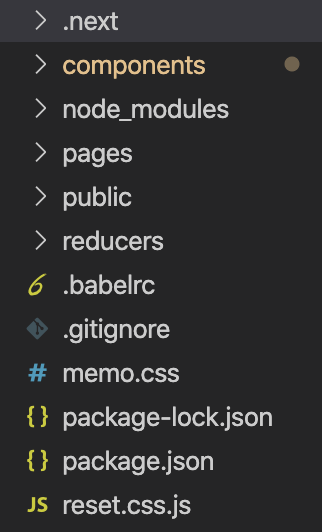 .next
components
node_modules
pages
public
reducers
.babelrc
.gitignore
memo.css
package-lock.json
package.json
reset.css.js